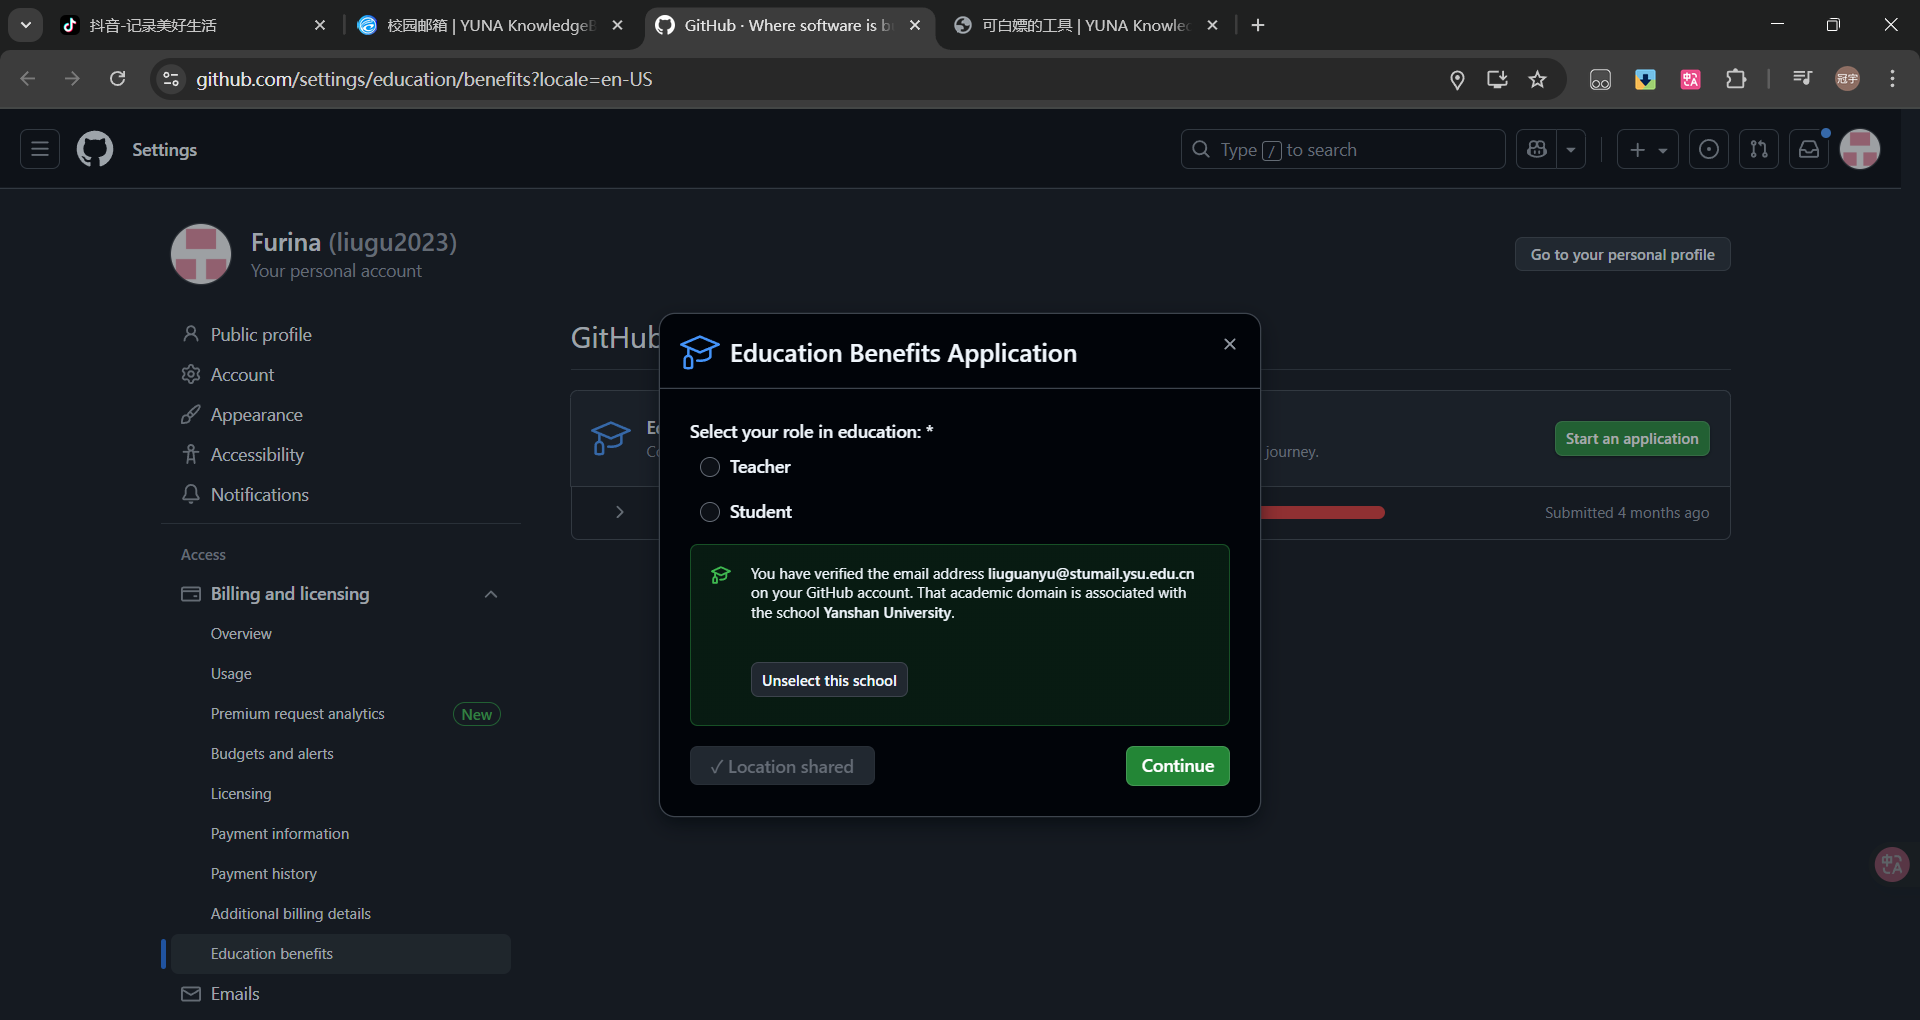 抖音-记录美好生活
校园邮箱 | YUNA Knowledge
GitHub · Where software is b
可白嫖的工具 | YUNA Knowle
github.com/settings/education/benefits?locale=en-US
冠宇
Settings
Type / to search
Furina (liugu2023)
Your personal account
Go to your personal profile
Public profile
Account
Appearance
Accessibility
Notifications
Access
Billing and licensing
Overview
Usage
Premium request analytics New
Budgets and alerts
Licensing
Payment information
Payment history
Additional billing details
Education benefits
Emails
GitHub
journey.
Start an application
Submitted 4 months ago
Education Benefits Application
Select your role in education: *
Teacher
Student
You have verified the email address liuguanyu@stumail.ysu.edu.cn
on your GitHub account. That academic domain is associated with
the school Yanshan University.
Unselect this school
✓ Location shared
Continue